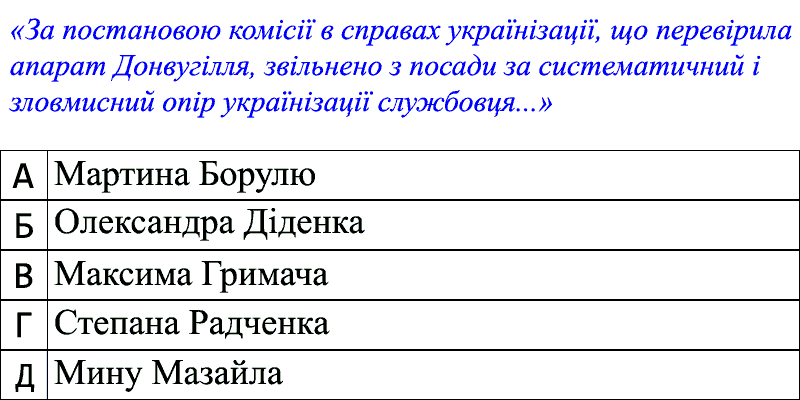 «За постановою комісії в справах українізації, що перевірила
апарат Донвугілля, звільнено з посади за систематичний і
зловмисний опір українізації службовця...»
А Мартина Борулю
Б Олександра Діденка
В Максима Гримача
Г Степана Радченка
Д Мину Мазайла